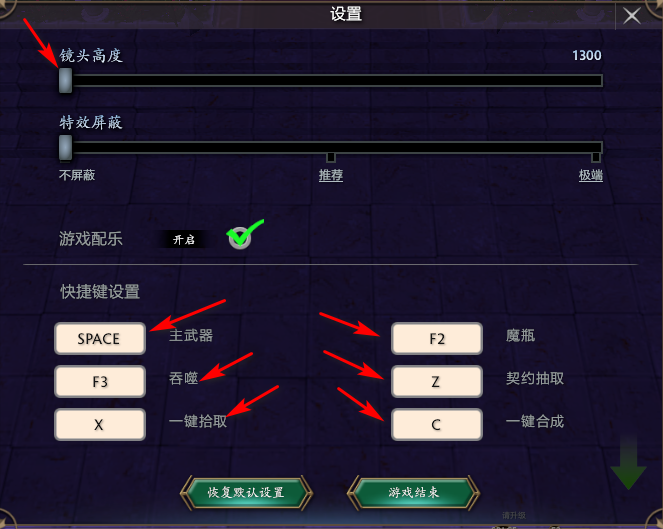 设置
镜头高度 1300
特效屏蔽
不屏蔽 推荐 极端
游戏配乐 开启
快捷键设置
SPACE 主武器 F2 魔瓶
F3 吞噬 Z 契约抽取
X 一键拾取 C 一键合成
恢复默认设置 游戏结束
请升级